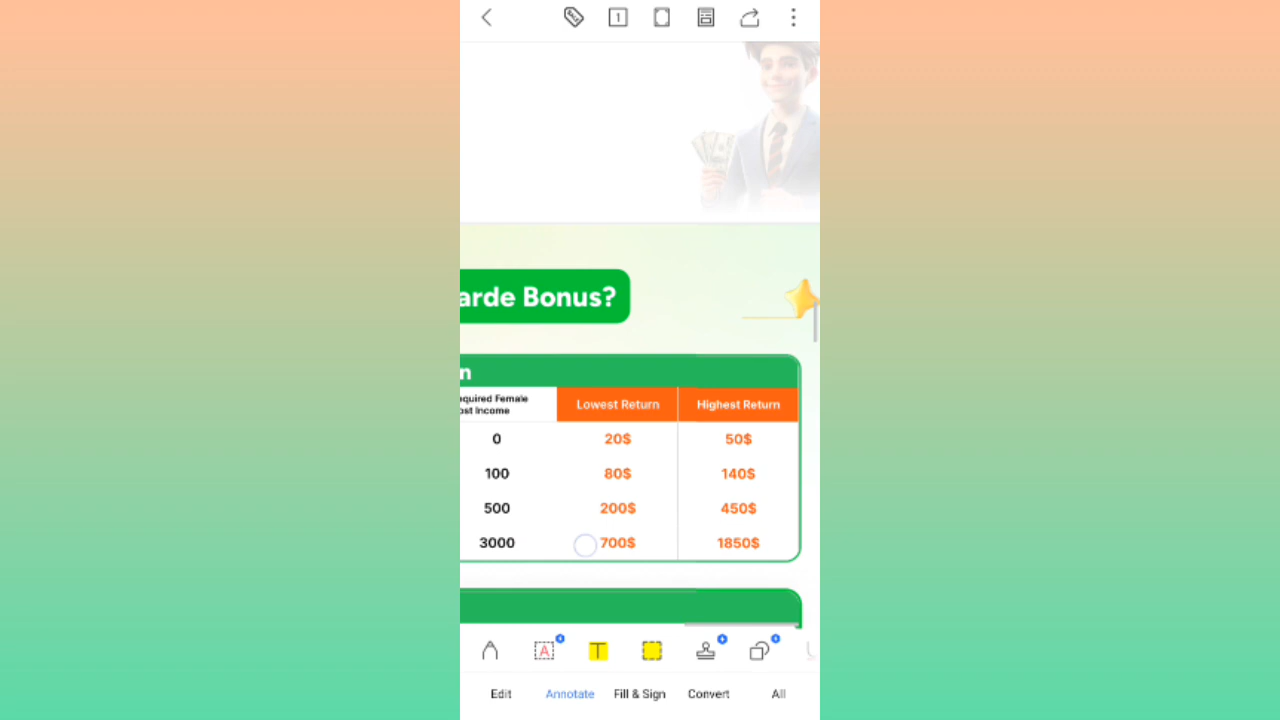 SALE
1
arde Bonus?
n
equired Female
ost Income
Lowest Return
Highest Return
0
20$
50$
100
80$
140$
500
200$
450$
3000
700$
1850$
A
T
Edit
Annotate
Fill & Sign
Convert
All